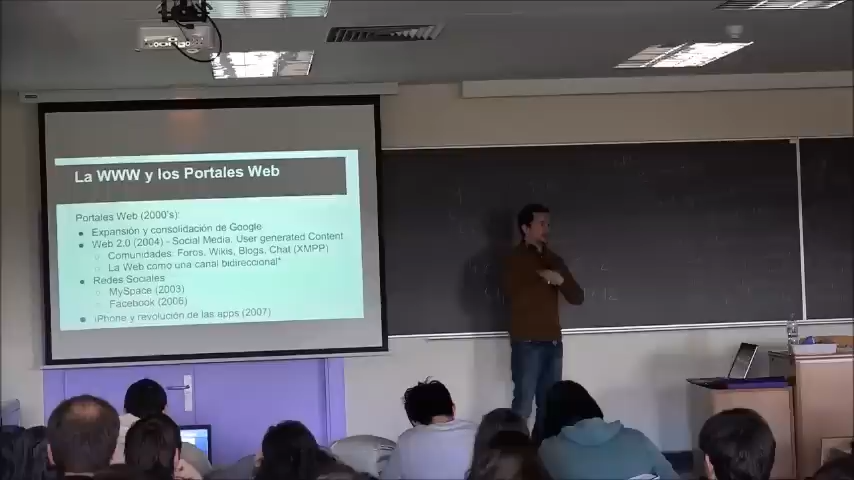 La WWW y los Portales Web
Portales Web (2000's):
Expansión y consolidación de Google
Web 2.0 (2004) - Social Media. User generated Content
Comunidades: Foros, Wikis, Blogs, Chat (XMPP)
La Web como una canal bidireccional*
Redes Sociales
MySpace (2003)
Facebook (2006)
iPhone y revolución de las apps (2007)